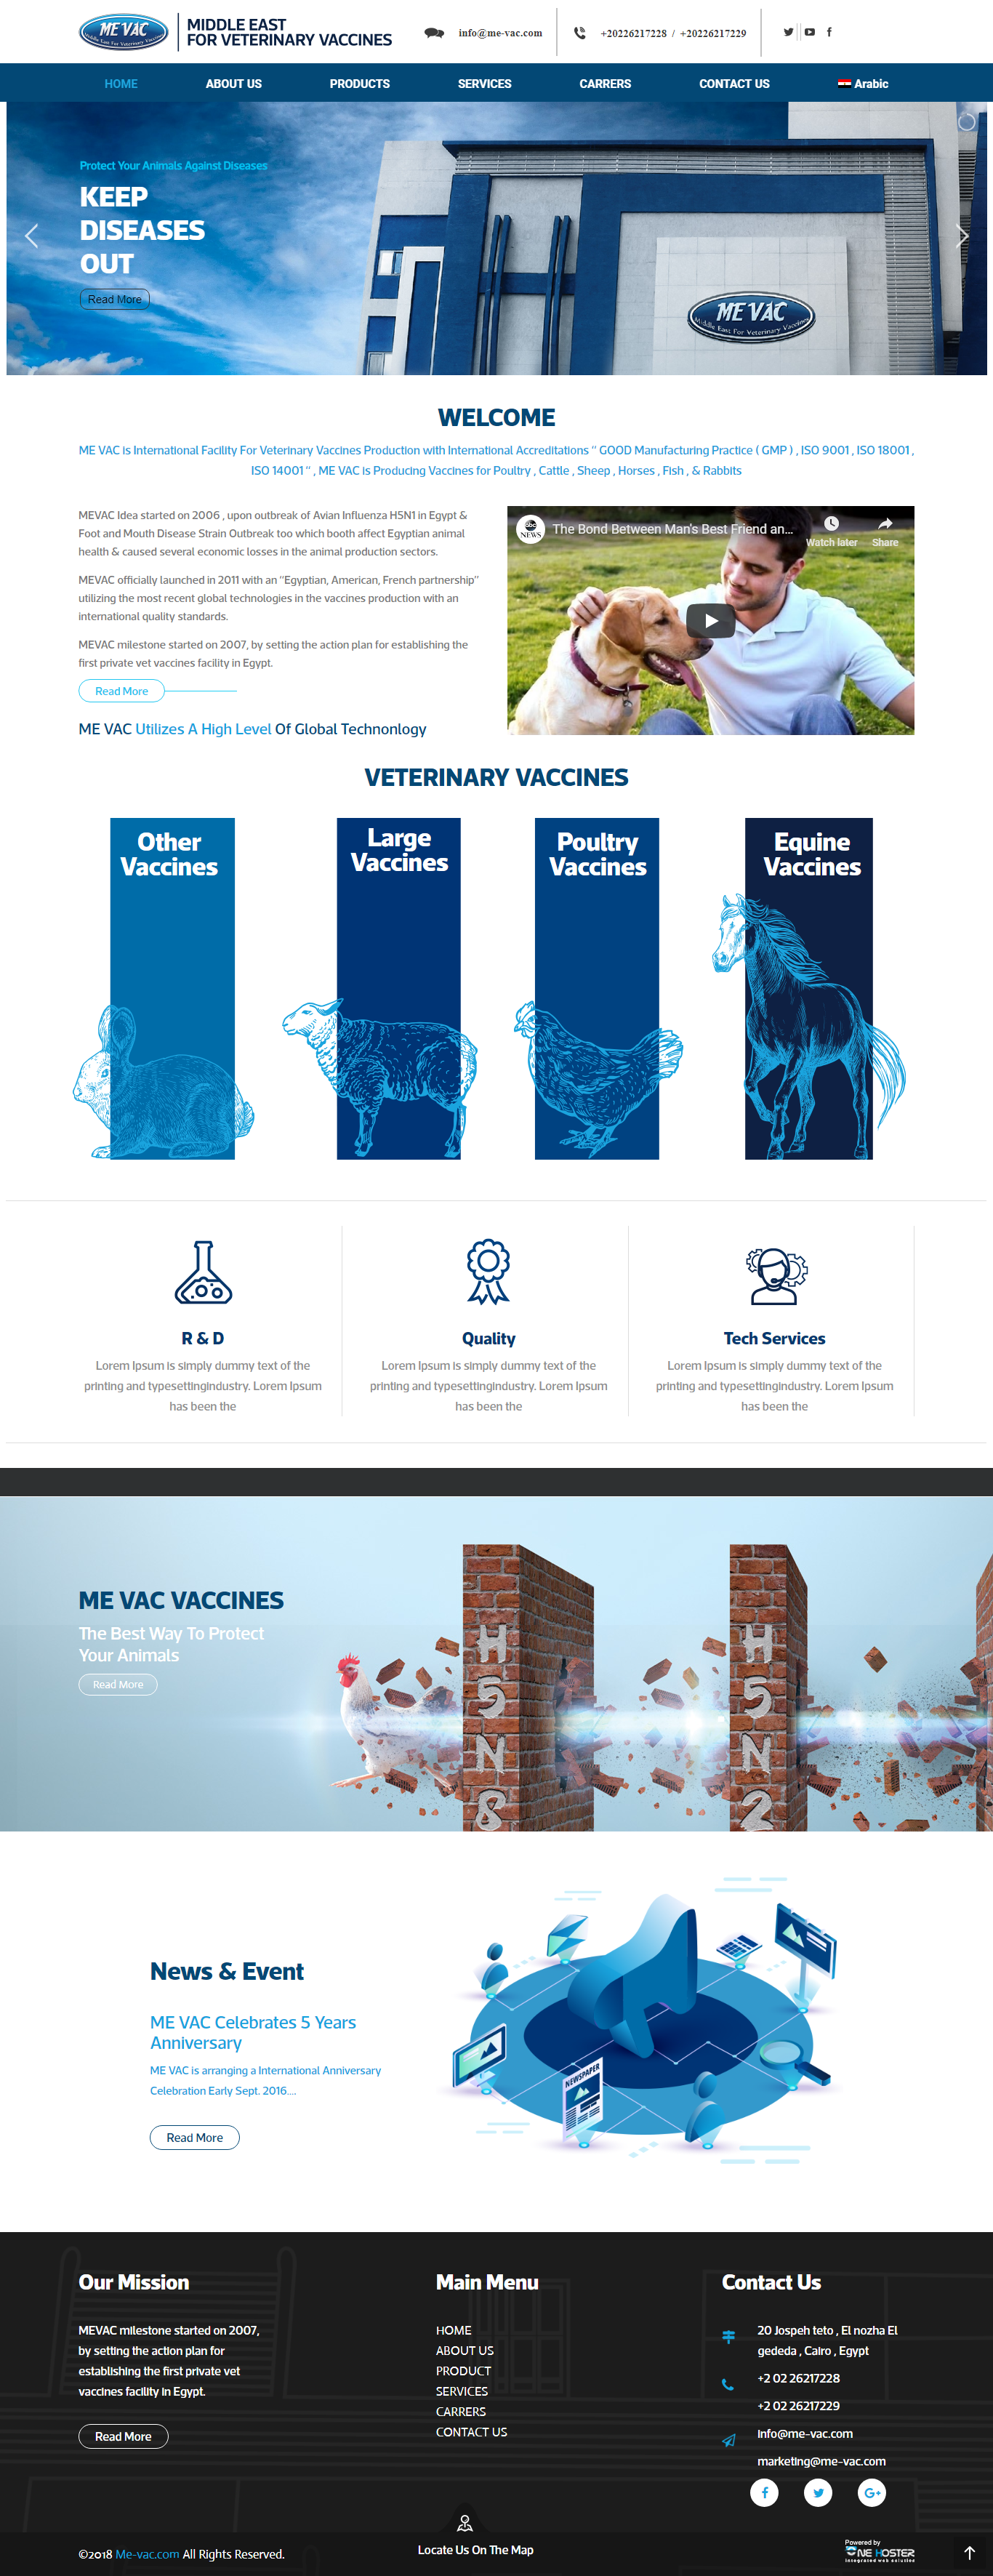 ME VAC
Middle East For Veterinary Vaccines
MIDDLE EAST
FOR VETERINARY VACCINES
info@me-vac.com
+20226217228 / +20226217229
HOME ABOUT US PRODUCTS SERVICES CARRERS CONTACT US Arabic
Protect Your Animals Against Diseases
KEEP
DISEASES
OUT
Read More
ME VAC
Middle East For Veterinary Vaccines
WELCOME
ME VAC is International Facility For Veterinary Vaccines Production with International Accreditations “ GOOD Manufacturing Practice ( GMP ) , ISO 9001 , ISO 18001 ,
ISO 14001 “ , ME VAC is Producing Vaccines for Poultry , Cattle , Sheep , Horses , Fish , & Rabbits
MEVAC Idea started on 2006 , upon outbreak of Avian Influenza H5N1 in Egypt &
Foot and Mouth Disease Strain Outbreak too which booth affect Egyptian animal
health & caused several economic losses in the animal production sectors.
MEVAC officially launched in 2011 with an “Egyptian, American, French partnership”
utilizing the most recent global technologies in the vaccines production with an
international quality standards.
MEVAC milestone started on 2007, by setting the action plan for establishing the
first private vet vaccines facility in Egypt.
Read More
ME VAC Utilizes A High Level Of Global Technonlogy
abc
NEWS
The Bond Between Man's Best Friend an...
Watch later
Share
VETERINARY VACCINES
Other
Vaccines
Large
Vaccines
Poultry
Vaccines
Equine
Vaccines
R & D
Lorem Ipsum is simply dummy text of the
printing and typesettingindustry. Lorem Ipsum
has been the
Quality
Lorem Ipsum is simply dummy text of the
printing and typesettingindustry. Lorem Ipsum
has been the
Tech Services
Lorem Ipsum is simply dummy text of the
printing and typesettingindustry. Lorem Ipsum
has been the
ME VAC VACCINES
The Best Way To Protect
Your Animals
Read More
H5N8
H5N2
News & Event
ME VAC Celebrates 5 Years
Anniversary
ME VAC is arranging a International Anniversary
Celebration Early Sept. 2016....
Read More
NEWSPAPER
Our Mission
MEVAC milestone started on 2007,
by setting the action plan for
establishing the first private vet
vaccines facility in Egypt.
Read More
Main Menu
HOME
ABOUT US
PRODUCT
SERVICES
CARRERS
CONTACT US
Contact Us
20 Jospeh teto , El nozha El
gededa , Cairo , Egypt
+2 02 26217228
+2 02 26217229
Info@me-vac.com
marketing@me-vac.com
©2018 Me-vac.com All Rights Reserved.
Locate Us On The Map
Powered by
ONE HOSTER
integrated web solution